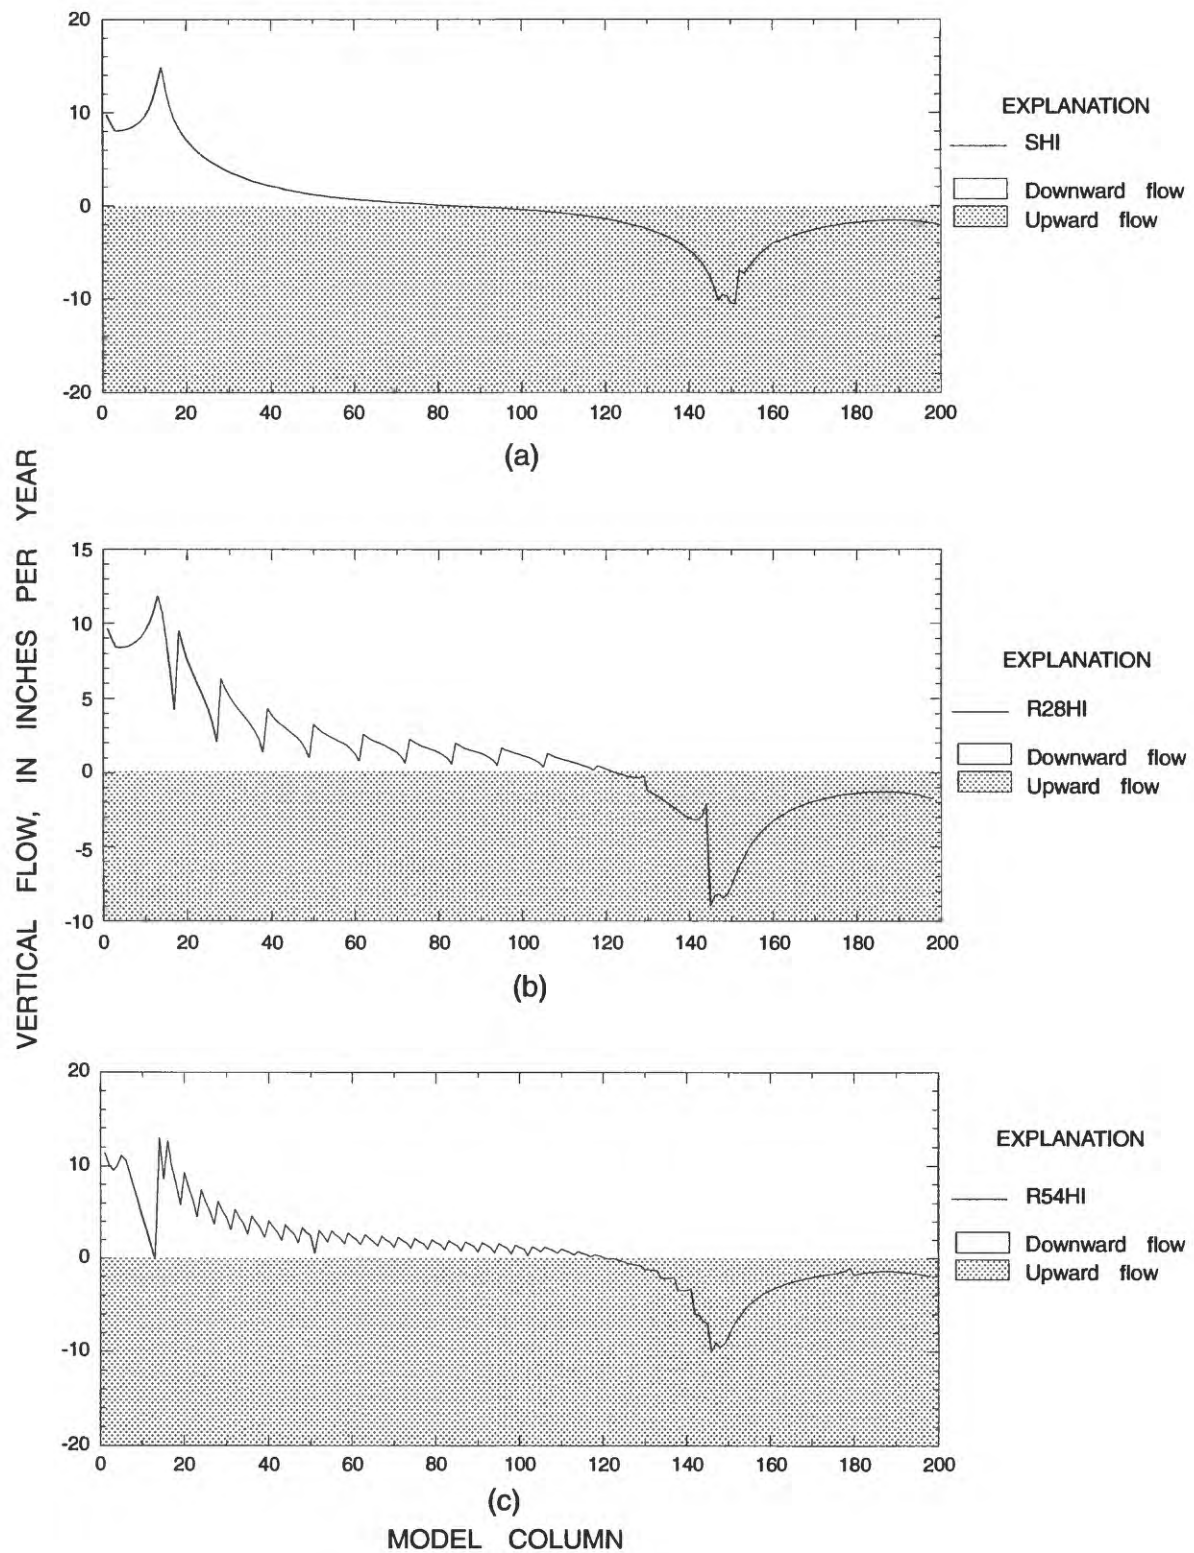 VERTICAL FLOW, IN INCHES PER YEAR
20
10
0
-10
-20
0 20 40 60 80 100 120 140 160 180 200
(a)
EXPLANATION
SHI
Downward flow
Upward flow
15
10
5
0
-5
-10
0 20 40 60 80 100 120 140 160 180 200
(b)
EXPLANATION
R28HI
Downward flow
Upward flow
20
10
0
-10
-20
0 20 40 60 80 100 120 140 160 180 200
(c)
EXPLANATION
R54HI
Downward flow
Upward flow
MODEL COLUMN